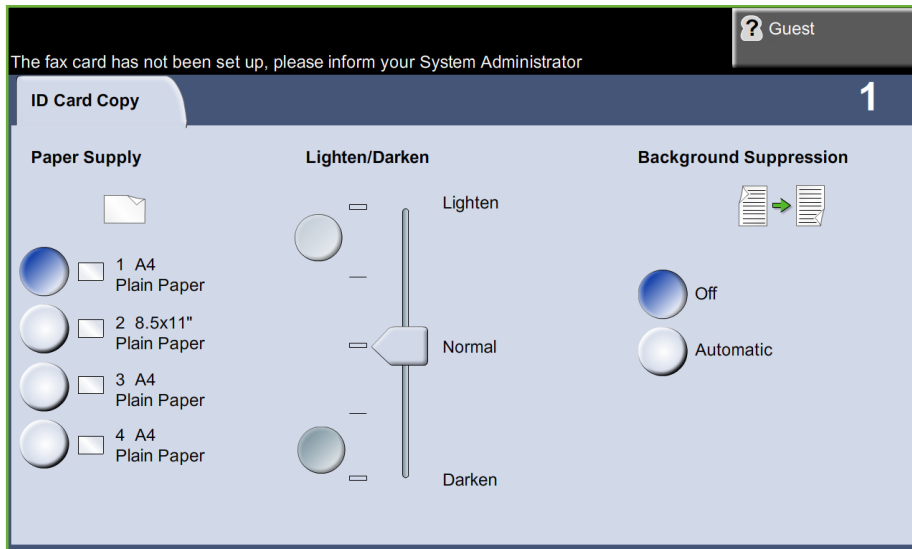 Guest
The fax card has not been set up, please inform your System Administrator
ID Card Copy
1
Paper Supply
1 A4
Plain Paper
2 8.5x11"
Plain Paper
3 A4
Plain Paper
4 A4
Plain Paper
Lighten/Darken
Lighten
Normal
Darken
Background Suppression
Off
Automatic